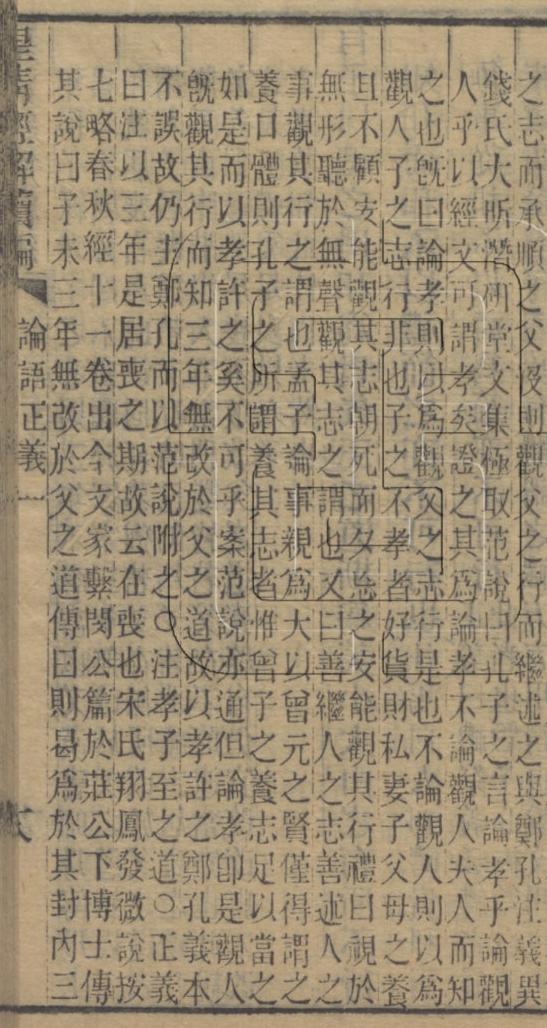 之志而承順之父沒則觀父之行而繼述之與鄭孔注義異
錢氏大昕潛研堂文集極取范說曰孔子之言論孝乎論觀
人乎以經文可謂孝矣證之其爲論孝不論觀人夫人而知
之也旣曰論孝則以爲觀父之志行是也不論觀人則以爲
觀人子之志行非也子之不孝者好貨財私妻子父母之養
且不顧安能觀其志朝死而夕忘之安能觀其行禮曰視於
無形聽於無聲觀其志之謂也又曰善繼人之志善述人之
事觀其行之謂也孟子論事親爲大以曾元之賢僅得謂之
養口體則孔子之所謂養其志者惟曾子之養志足以當之
如是而以孝許之奚不可乎案范說亦通但論孝卽是觀人
旣觀其行而知三年無改於父之道故以孝許之鄭孔義本
不誤故仍主鄭孔而以范說附之○注孝子至之道○正義
曰注以三年是居喪之期故云在喪也宋氏翔鳳發微說按
七略春秋經十一卷出今文家繫閔公篇於莊公下博士傳
其說曰子未三年無改於父之道傳曰則曷爲於其封內三
皇清經解續編 論語正義一 六